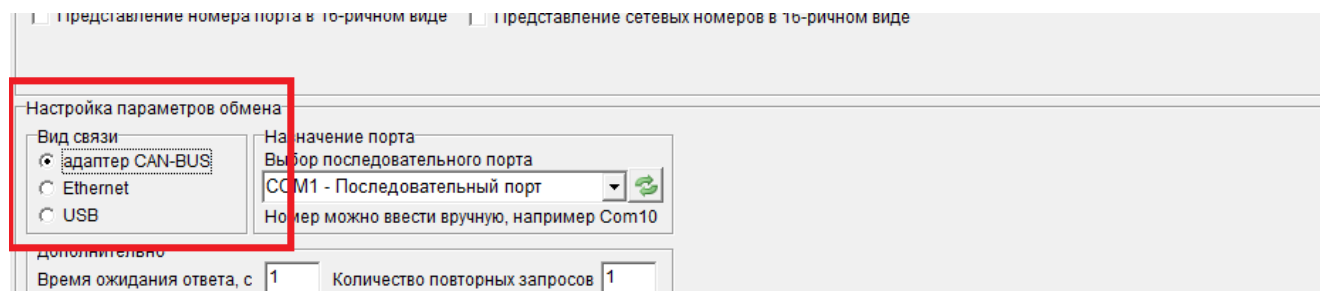 Представление номера порта в 16-ричном виде Представление сетевых номеров в 16-ричном виде
Настройка параметров обмена
Вид связи
Назначение порта
адаптер CAN-BUS
Выбор последовательного порта
Ethernet
COM1 - Последовательный порт
USB
Номер можно ввести вручную, например Com10
Дополнительно
Время ожидания ответа, с 1 Количество повторных запросов 1